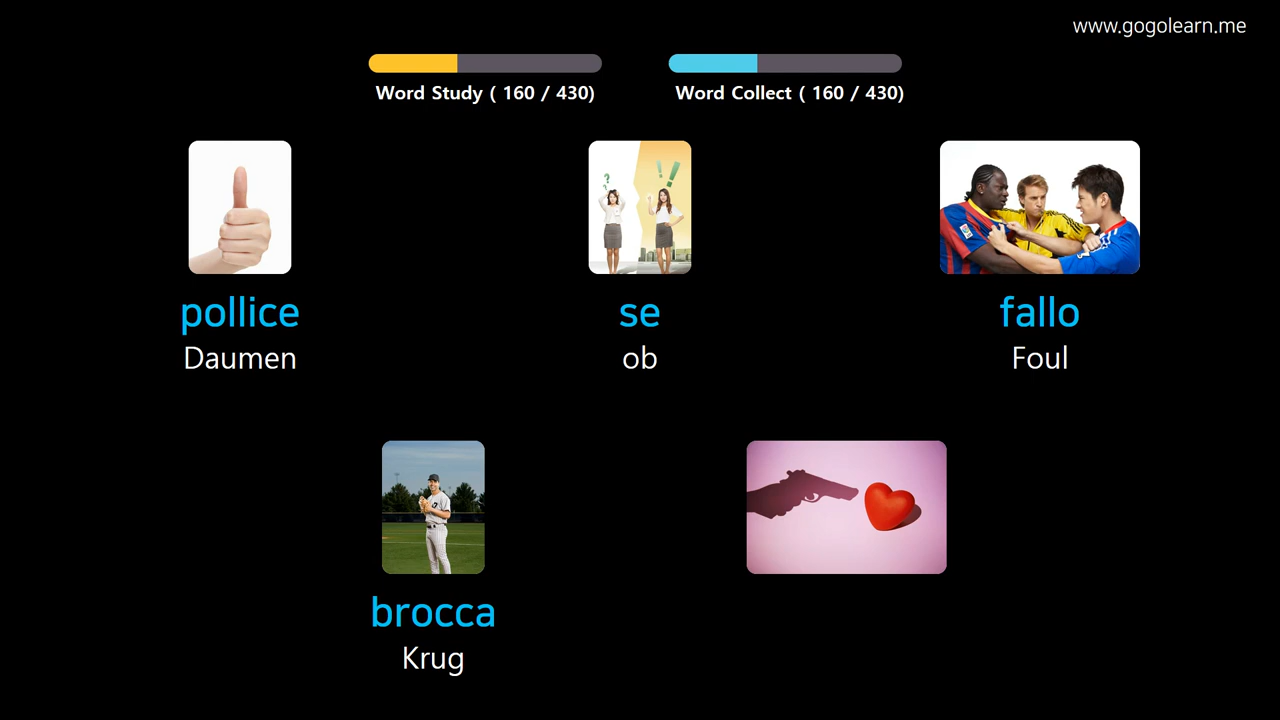 www.gogolearn.me
Word Study ( 160 / 430)
Word Collect ( 160 / 430)
pollice
Daumen
se
ob
fallo
Foul
brocca
Krug